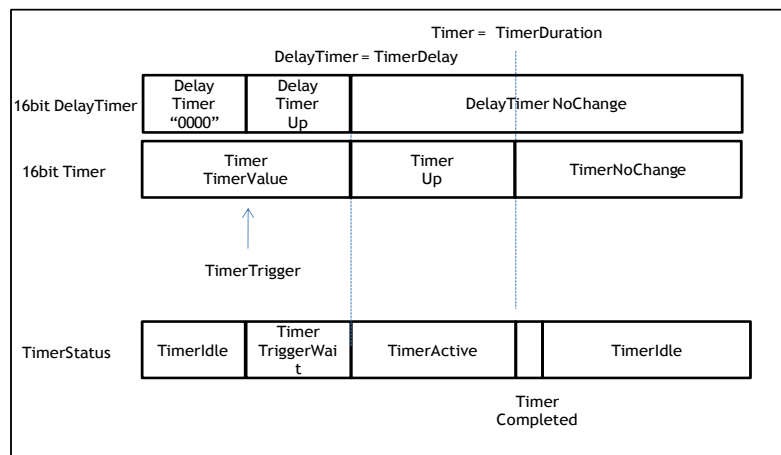 Timer = TimerDuration
DelayTimer = TimerDelay
16bit DelayTimer
Delay
Timer
“0000”
Delay
Timer
Up
DelayTimer NoChange
16bit Timer
Timer
TimerValue
Timer
Up
TimerNoChange
TimerTrigger
TimerStatus
TimerIdle
Timer
TriggerWai
t
TimerActive
TimerIdle
Timer
Completed